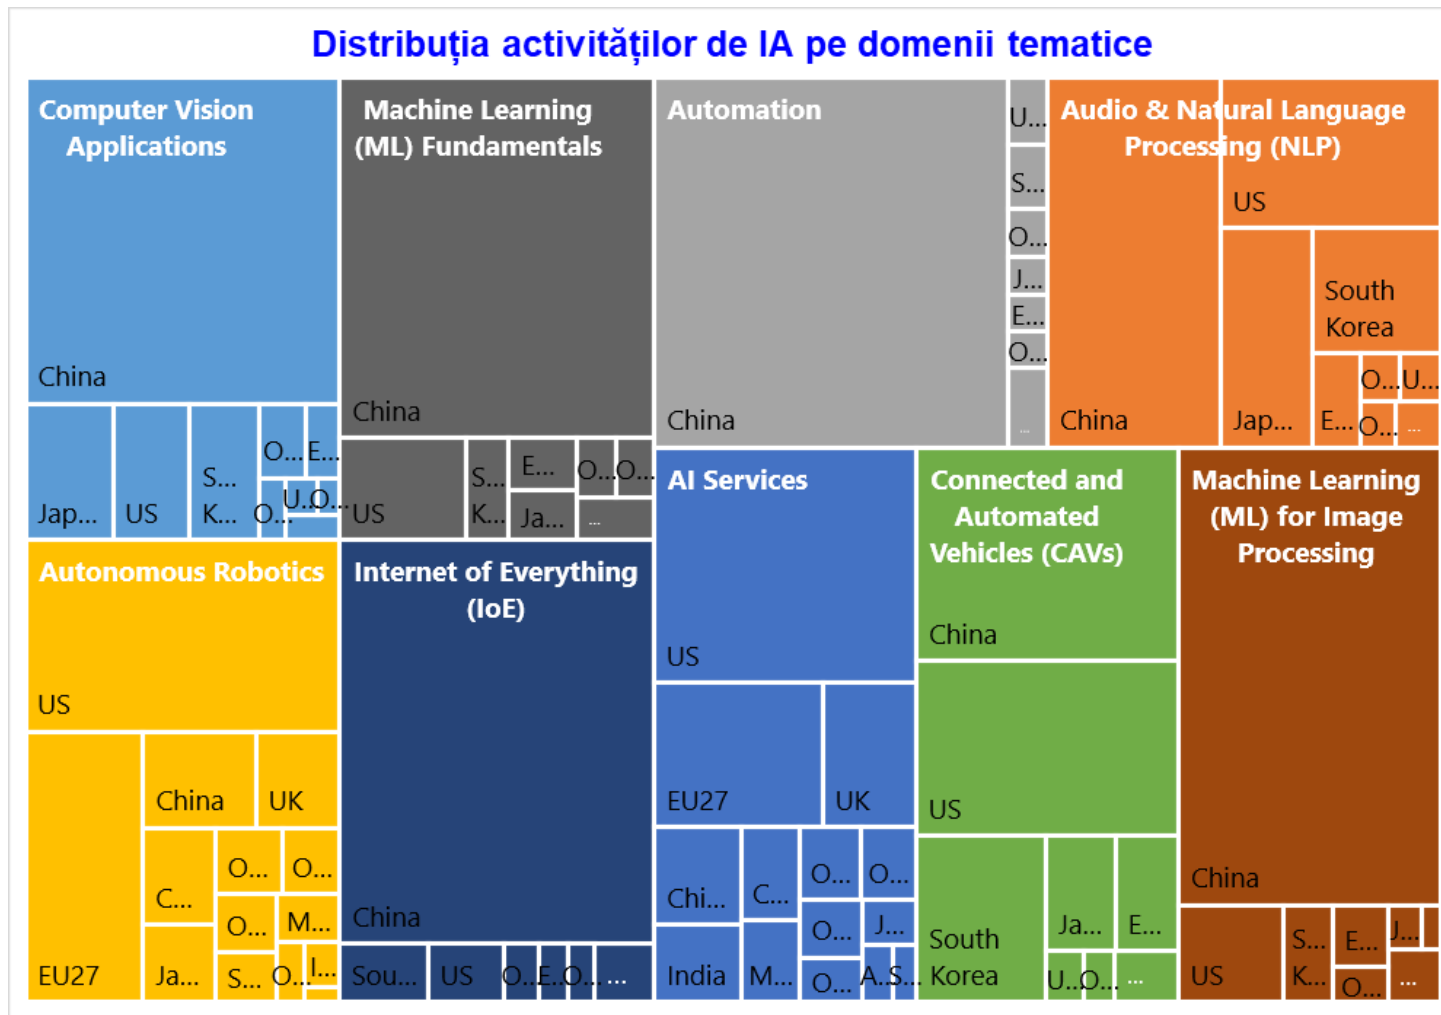 Distribuția activităților de IA pe domenii tematice
Computer Vision
Applications
China
Jap...
US
S...
K...
O...
E...
O...
U...
O...
Machine Learning
(ML) Fundamentals
China
US
S...
K...
E...
Ja...
O...
O...
...
Automation
China
U...
S...
O...
J...
E...
O...
...
Audio & Natural Language
Processing (NLP)
China
US
Jap...
South
Korea
E...
O...
U...
O...
...
Autonomous Robotics
US
EU27
China
UK
C...
Ja...
O...
O...
O...
M...
S...
O...
I...
Internet of Everything
(IoE)
China
Sou...
US
O...
E...
O...
...
AI Services
US
EU27
UK
Chi...
India
C...
M...
O...
O...
O...
J...
O...
A...
S...
Connected and
Automated
Vehicles (CAVs)
China
US
South
Korea
Ja...
E...
U...
O...
...
Machine Learning
(ML) for Image
Processing
China
US
S...
K...
E...
O...
J...
...